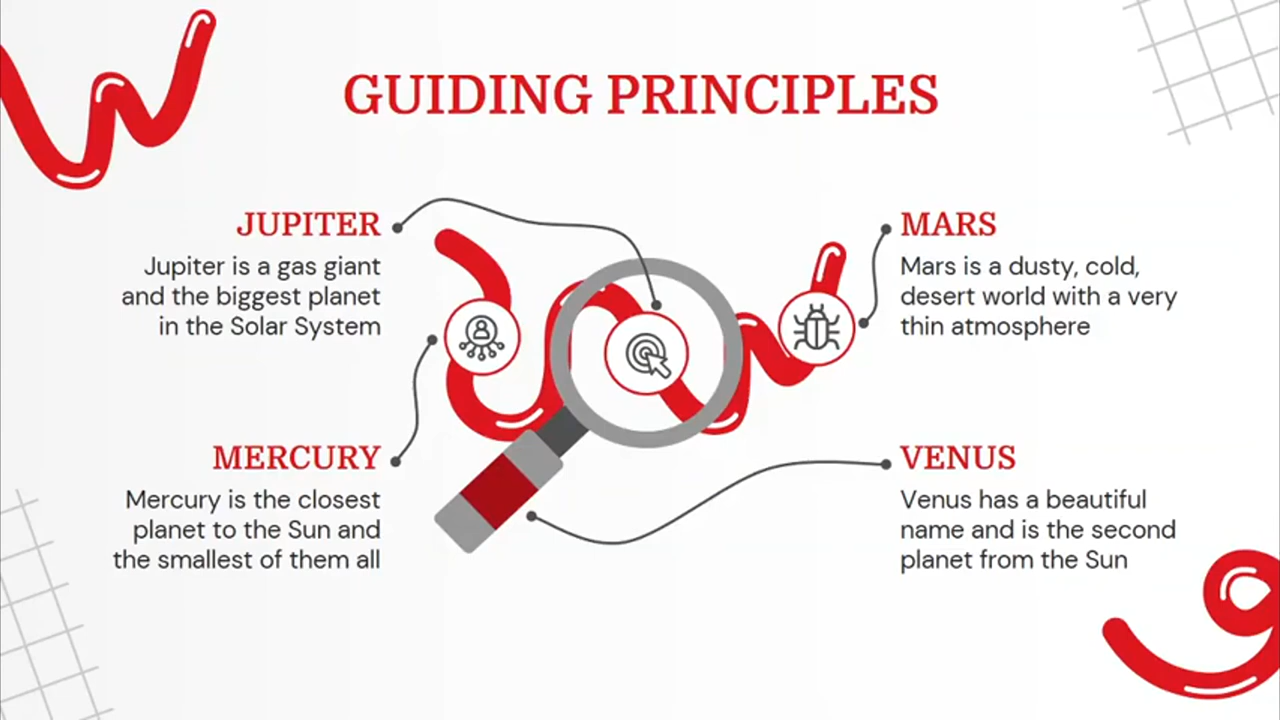 GUIDING PRINCIPLES
JUPITER
Jupiter is a gas giant
and the biggest planet
in the Solar System
MARS
Mars is a dusty, cold,
desert world with a very
thin atmosphere
MERCURY
Mercury is the closest
planet to the Sun and
the smallest of them all
VENUS
Venus has a beautiful
name and is the second
planet from the Sun